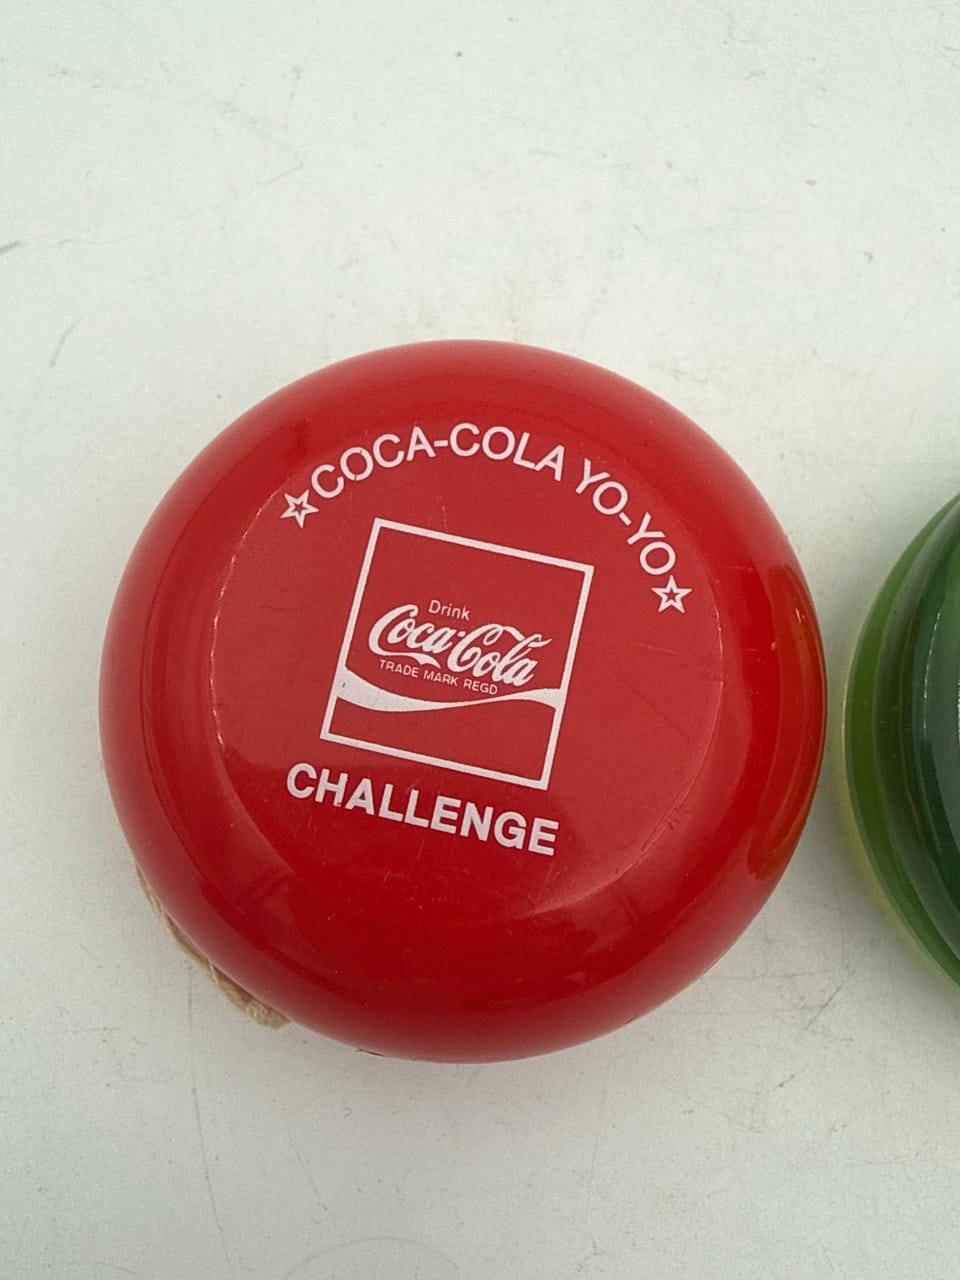 ☆COCA-COLA YO-YO☆
Drink
Coca-Cola
TRADE MARK REGD
CHALLENGE